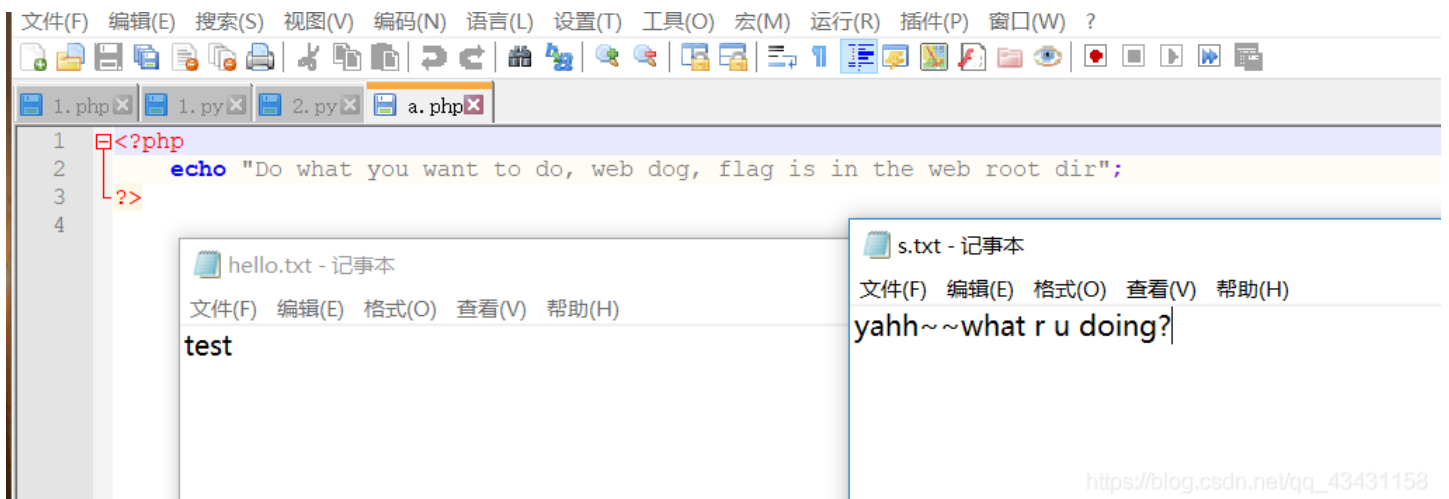 文件(F) 编辑(E) 搜索(S) 视图(V) 编码(N) 语言(L) 设置(T) 工具(O) 宏(M) 运行(R) 插件(P) 窗口(W) ?
1.php 1.py 2.py a.php
1 <?php
2 echo "Do what you want to do, web dog, flag is in the web root dir";
3 ?>
4
hello.txt - 记事本
文件(F) 编辑(E) 格式(O) 查看(V) 帮助(H)
test
s.txt - 记事本
文件(F) 编辑(E) 格式(O) 查看(V) 帮助(H)
yahh~~what r u doing?
https://blog.csdn.net/qq_43431158